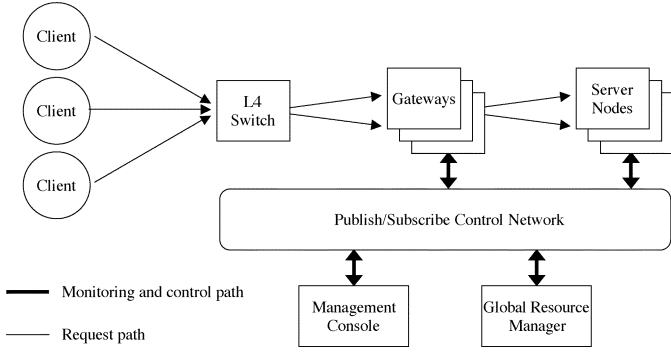 Client
Client
Client
L4
Switch
Gateways
Server
Nodes
Publish/Subscribe Control Network
Monitoring and control path
Request path
Management
Console
Global Resource
Manager